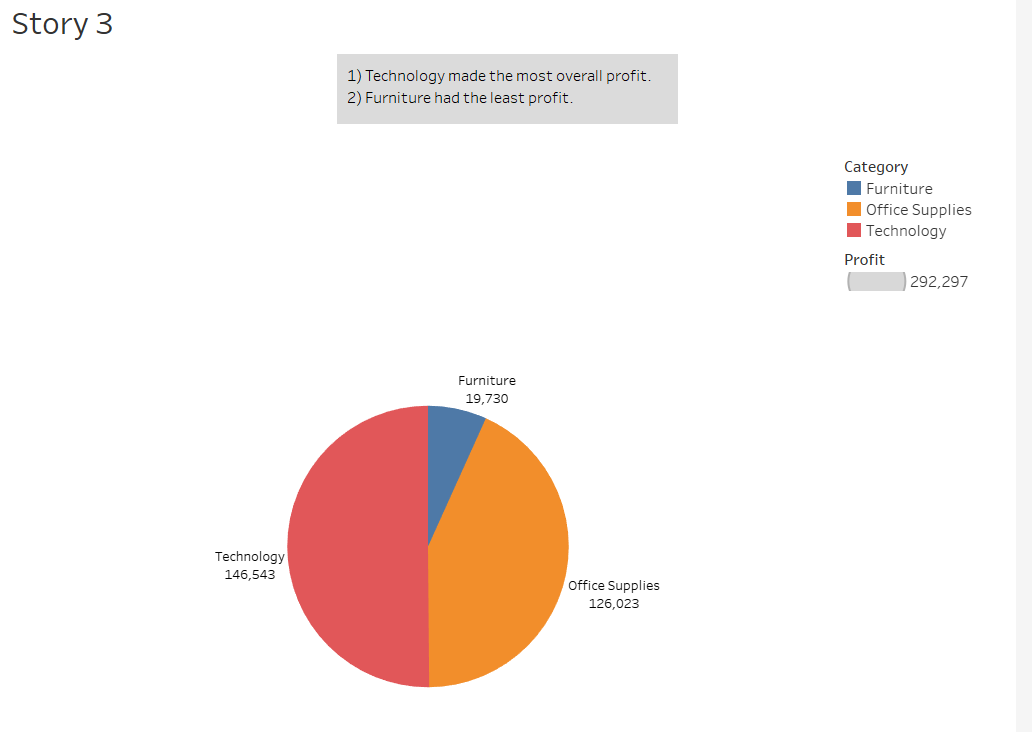 Story 3
1) Technology made the most overall profit.
2) Furniture had the least profit.
Category
Furniture
Office Supplies
Technology
Profit
292,297
Furniture
19,730
Technology
146,543
Office Supplies
126,023